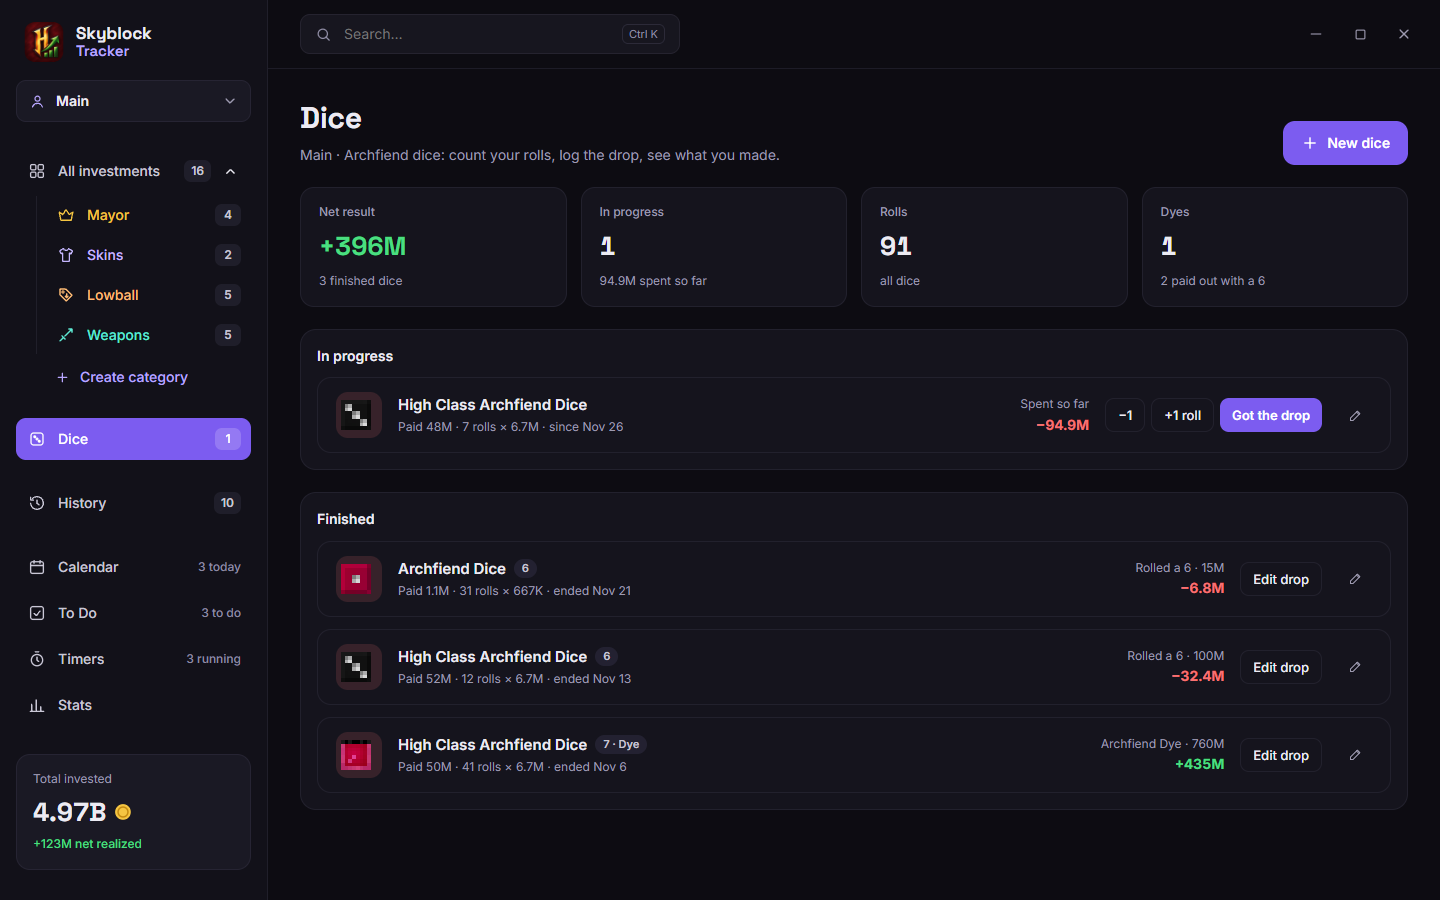 Skyblock
Tracker
Search...
Ctrl K
Main
All investments 16
Mayor 4
Skins 2
Lowball 5
Weapons 5
+ Create category
Dice 1
History 10
Calendar 3 today
To Do 3 to do
Timers 3 running
Stats
Total invested
4.97B
+123M net realized
Dice
Main · Archfiend dice: count your rolls, log the drop, see what you made.
+ New dice
Net result
+396M
3 finished dice
In progress
1
94.9M spent so far
Rolls
91
all dice
Dyes
1
2 paid out with a 6
In progress
High Class Archfiend Dice
Paid 48M · 7 rolls × 6.7M · since Nov 26
Spent so far
−94.9M
−1
+1 roll
Got the drop
Finished
Archfiend Dice 6
Paid 1.1M · 31 rolls × 667K · ended Nov 21
Rolled a 6 · 15M
−6.8M
Edit drop
High Class Archfiend Dice 6
Paid 52M · 12 rolls × 6.7M · ended Nov 13
Rolled a 6 · 100M
−32.4M
Edit drop
High Class Archfiend Dice 7 · Dye
Paid 50M · 41 rolls × 6.7M · ended Nov 6
Archfiend Dye · 760M
+435M
Edit drop